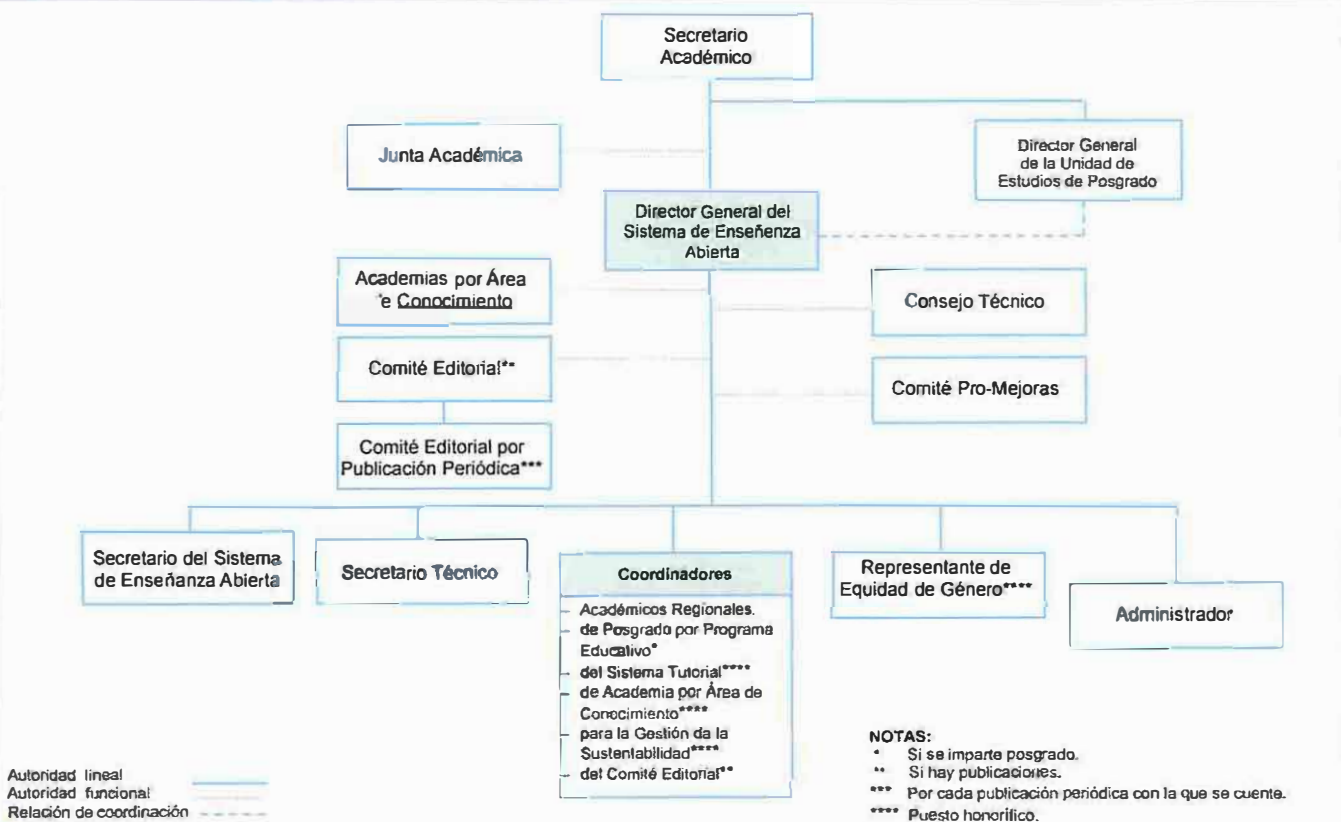 Secretario
Académico
Junta Académica
Director General
de la Unidad de
Estudios de Posgrado
Director General del
Sistema de Enseñenza
Abierta
Academias por Área
e Conocimiento
Consejo Técnico
Comité Editorial**
Comité Pro-Mejoras
Comité Editorial por
Publicación Periódica***
Secretario del Sistema
de Enseñanza Abierta
Secretario Técnico
Coordinadores
- Académicos Regionales.
- de Posgrado por Programa
Educativo*
- del Sistema Tutorial****
- de Academia por Área de
Conocimiento****
- para la Gestión da la
Sustentabilidad****
- del Comité Editorial**
Representante de
Equidad de Género****
Administrador
Autoridad lineal
Autoridad funcional
Relación de coordinación
NOTAS:
* Si se imparte posgrado.
** Si hay publicaciones.
*** Por cada publicación periódica con la que se cuente.
**** Puesto honorífico.